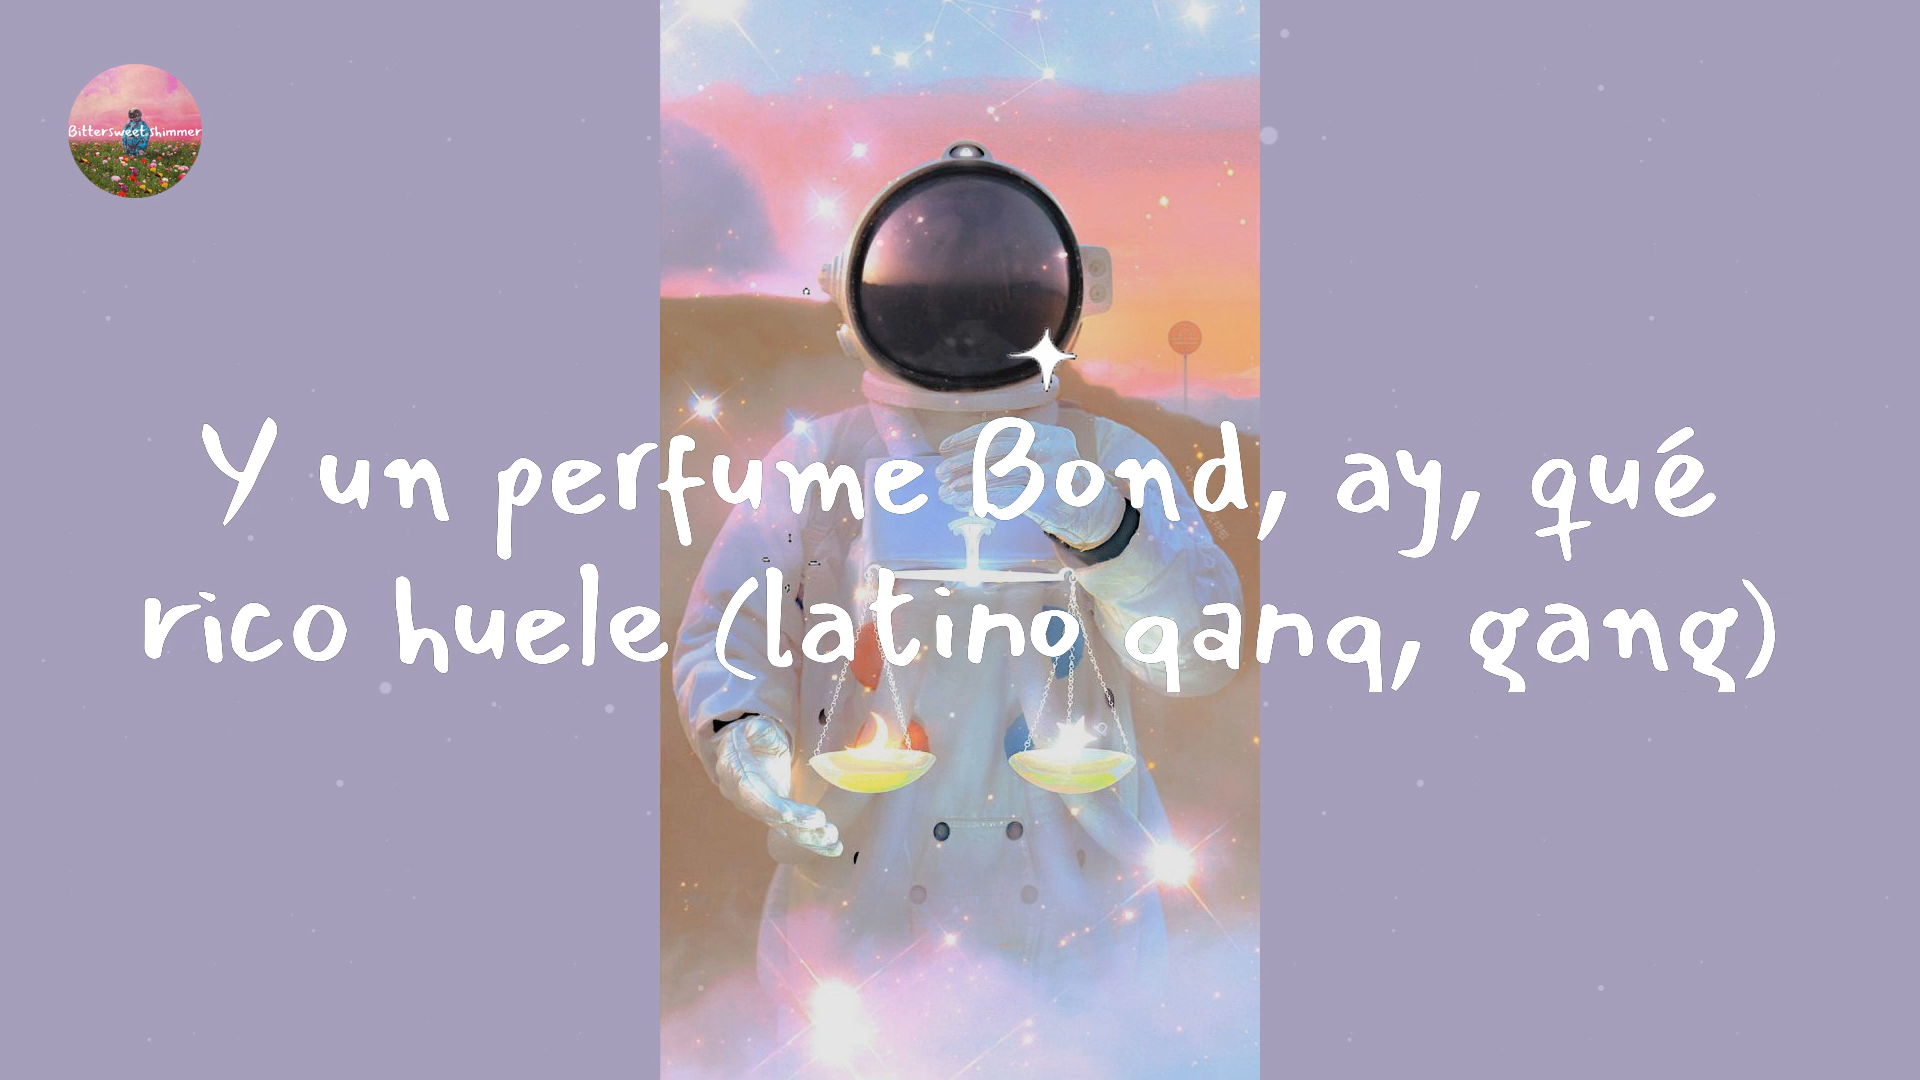 Bittersweet shimmer
Y un perfume Bond, ay, qué
rico huele (latino gang, gang)